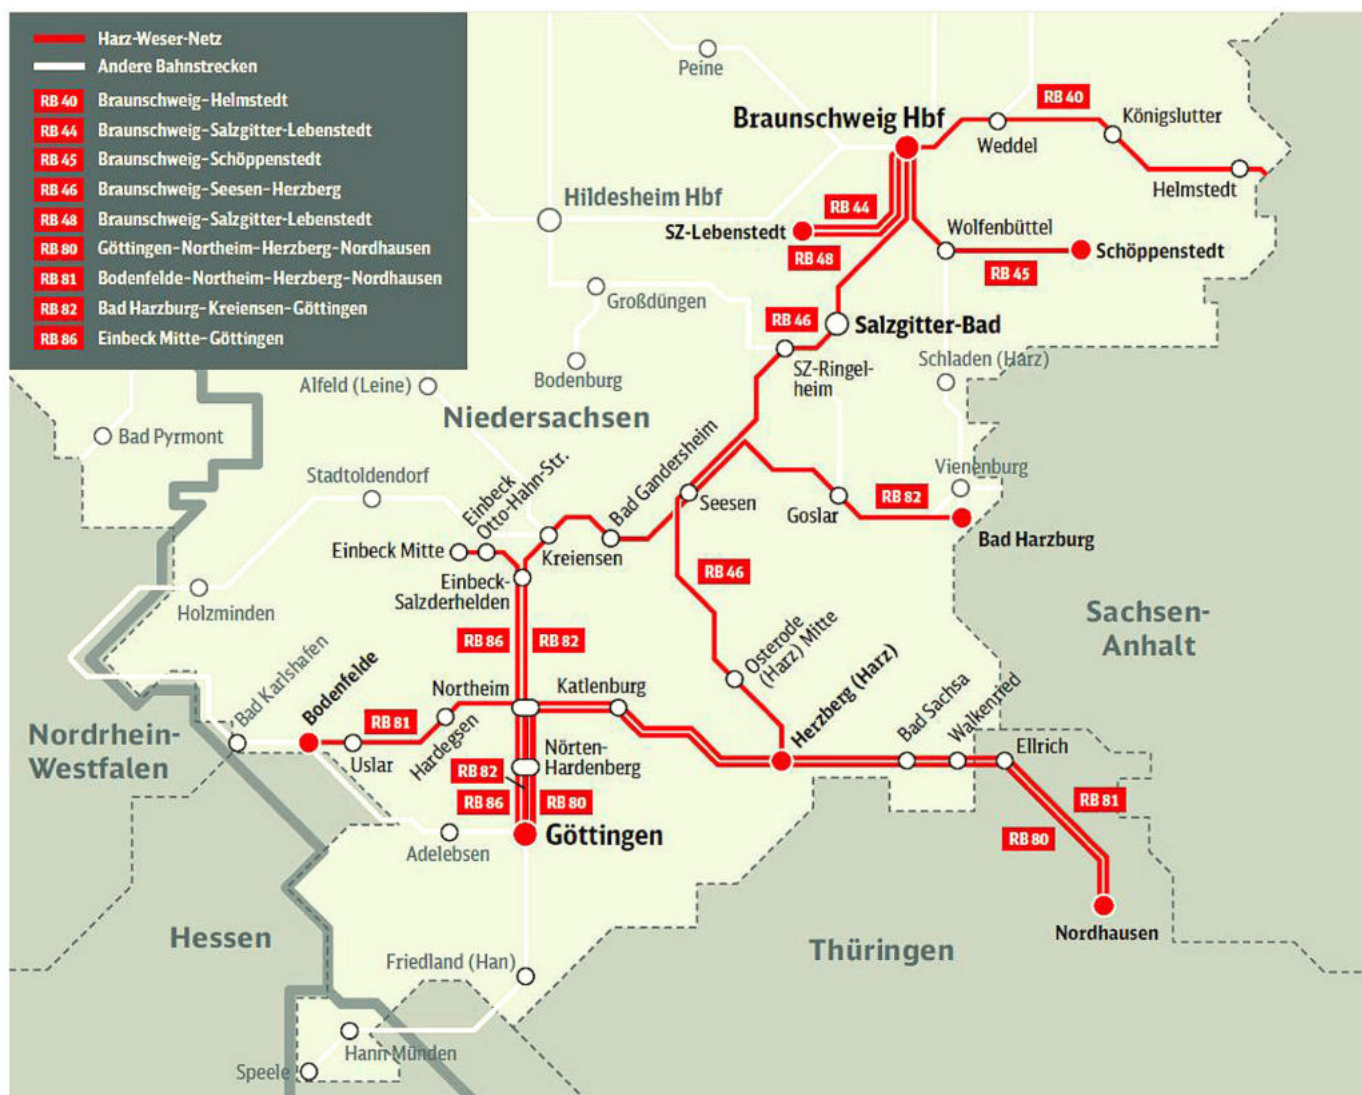 Harz-Weser-Netz
Andere Bahnstrecken
RB 40 Braunschweig-Helmstedt
RB 44 Braunschweig-Salzgitter-Lebenstedt
RB 45 Braunschweig-Schöppenstedt
RB 46 Braunschweig-Seesen-Herzberg
RB 48 Braunschweig-Salzgitter-Lebenstedt
RB 80 Göttingen-Northeim-Herzberg-Nordhausen
RB 81 Bodenfelde-Northeim-Herzberg-Nordhausen
RB 82 Bad Harzburg-Kreiensen-Göttingen
RB 86 Einbeck Mitte-Göttingen
Peine
RB 40
Braunschweig Hbf
Königslutter
Weddel
Helmstedt
Hildesheim Hbf
RB 44
SZ-Lebenstedt
RB 48
Wolfenbüttel
Schöppenstedt
RB 45
Großdüngen
RB 46
Salzgitter-Bad
SZ-Ringel-
heim
Schladen (Harz)
Bodenburg
Alfeld (Leine)
Niedersachsen
Bad Pyrmont
Stadtoldendorf
Einbeck
Otto-Hahn-Str.
Bad Gandersheim
Vienenburg
Seesen
Goslar
RB 82
Bad Harzburg
Einbeck Mitte
Kreiensen
Einbeck-
Salzderhelden
RB 46
Holzminden
Sachsen-
Anhalt
RB 86
RB 82
Osterode
(Harz) Mitte
Bad Karlshafen
Bodenfelde
Northeim
Katlenburg
Herzberg (Harz)
Bad Sachsa
Walkenried
Ellrich
RB 81
Uslar
Hardegsen
Nordrhein-
Westfalen
Nörten-
Hardenberg
RB 82
RB 86
RB 80
Göttingen
Adelebsen
RB 81
RB 80
Nordhausen
Hessen
Thüringen
Friedland (Han)
Hann Münden
Speele